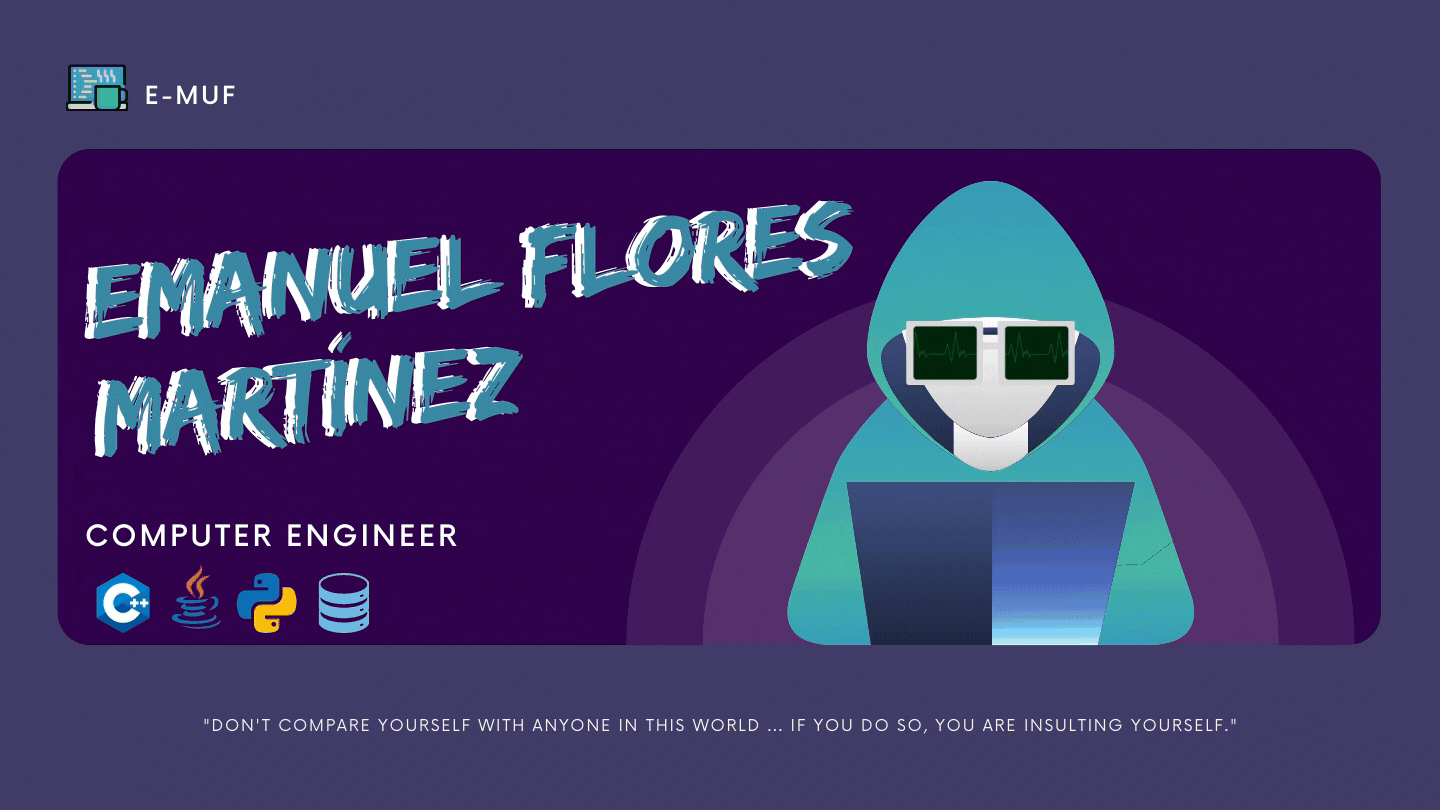 E-MUF
EMANUEL FLORES
MARTÍNEZ
COMPUTER ENGINEER
C++
"DON'T COMPARE YOURSELF WITH ANYONE IN THIS WORLD ... IF YOU DO SO, YOU ARE INSULTING YOURSELF."